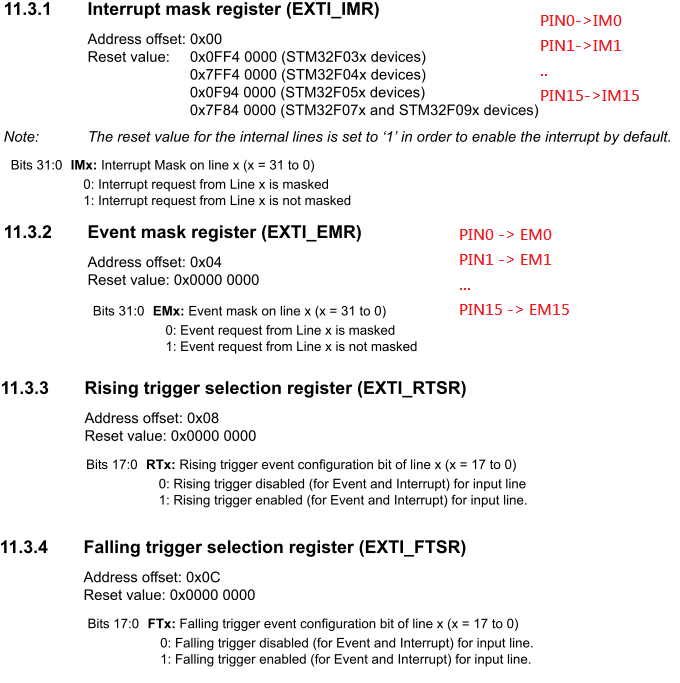 11.3.1 Interrupt mask register (EXTI_IMR)
PIN0->IM0
Address offset: 0x00
PIN1->IM1
Reset value: 0x0FF4 0000 (STM32F03x devices)
0x7FF4 0000 (STM32F04x devices)
..
0x0F94 0000 (STM32F05x devices)
PIN15->IM15
0x7F84 0000 (STM32F07x and STM32F09x devices)
Note: The reset value for the internal lines is set to ‘1’ in order to enable the interrupt by default.
Bits 31:0 IMx: Interrupt Mask on line x (x = 31 to 0)
0: Interrupt request from Line x is masked
1: Interrupt request from Line x is not masked
11.3.2 Event mask register (EXTI_EMR)
PIN0 -> EM0
Address offset: 0x04
PIN1 -> EM1
Reset value: 0x0000 0000
...
Bits 31:0 EMx: Event mask on line x (x = 31 to 0)
PIN15 -> EM15
0: Event request from Line x is masked
1: Event request from Line x is not masked
11.3.3 Rising trigger selection register (EXTI_RTSR)
Address offset: 0x08
Reset value: 0x0000 0000
Bits 17:0 RTx: Rising trigger event configuration bit of line x (x = 17 to 0)
0: Rising trigger disabled (for Event and Interrupt) for input line
1: Rising trigger enabled (for Event and Interrupt) for input line.
11.3.4 Falling trigger selection register (EXTI_FTSR)
Address offset: 0x0C
Reset value: 0x0000 0000
Bits 17:0 FTx: Falling trigger event configuration bit of line x (x = 17 to 0)
0: Falling trigger disabled (for Event and Interrupt) for input line.
1: Falling trigger enabled (for Event and Interrupt) for input line.